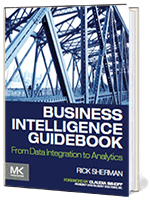 BUSINESS
INTELLIGENCE
GUIDEBOOK
From Data Integration to Analytics
RICK SHERMAN
MK
FOREWORD BY CLAUDIA IMHOFF